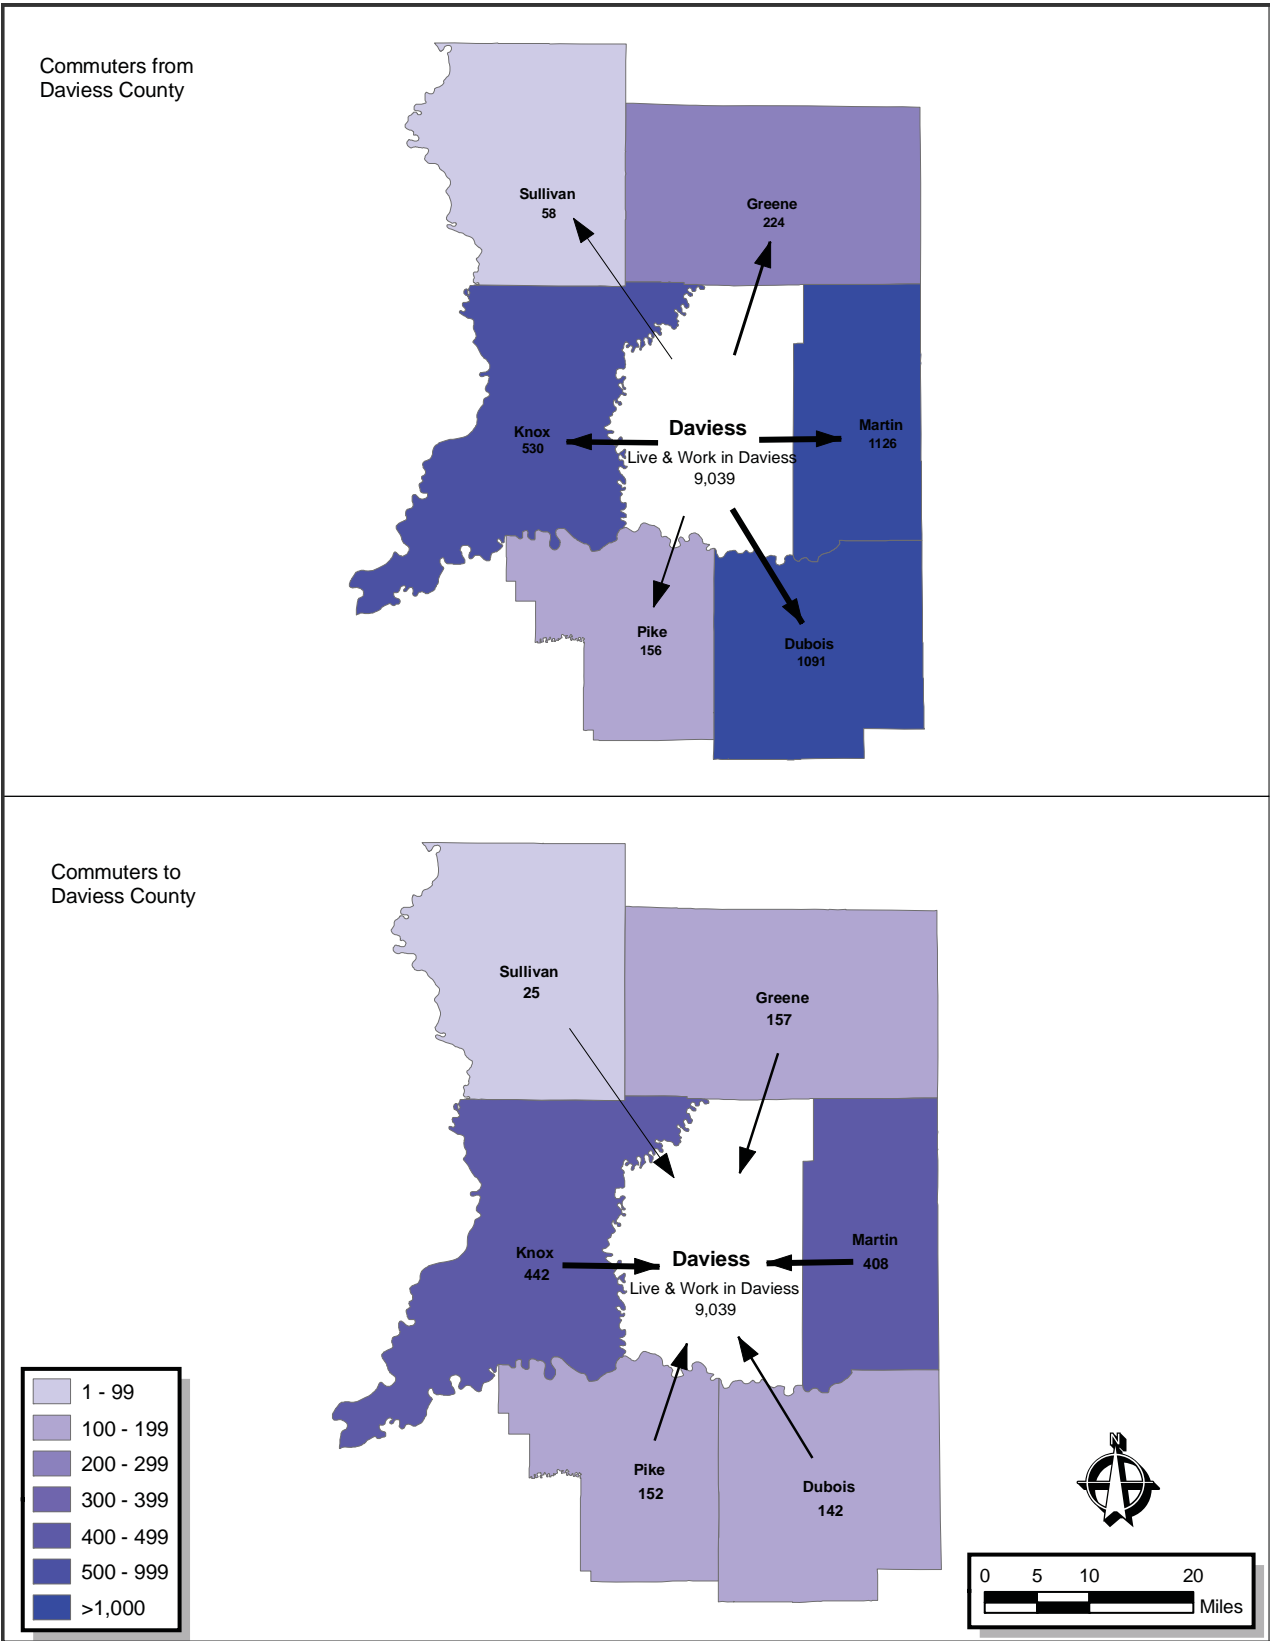 Commuters from
Daviess County
Sullivan
58
Greene
224
Knox
530
Daviess
Live & Work in Daviess
9,039
Martin
1126
Pike
156
Dubois
1091
Commuters to
Daviess County
Sullivan
25
Greene
157
Knox
442
Daviess
Live & Work in Daviess
9,039
Martin
408
Pike
152
Dubois
142
1 - 99
100 - 199
200 - 299
300 - 399
400 - 499
500 - 999
>1,000
N
0 5 10 20
Miles